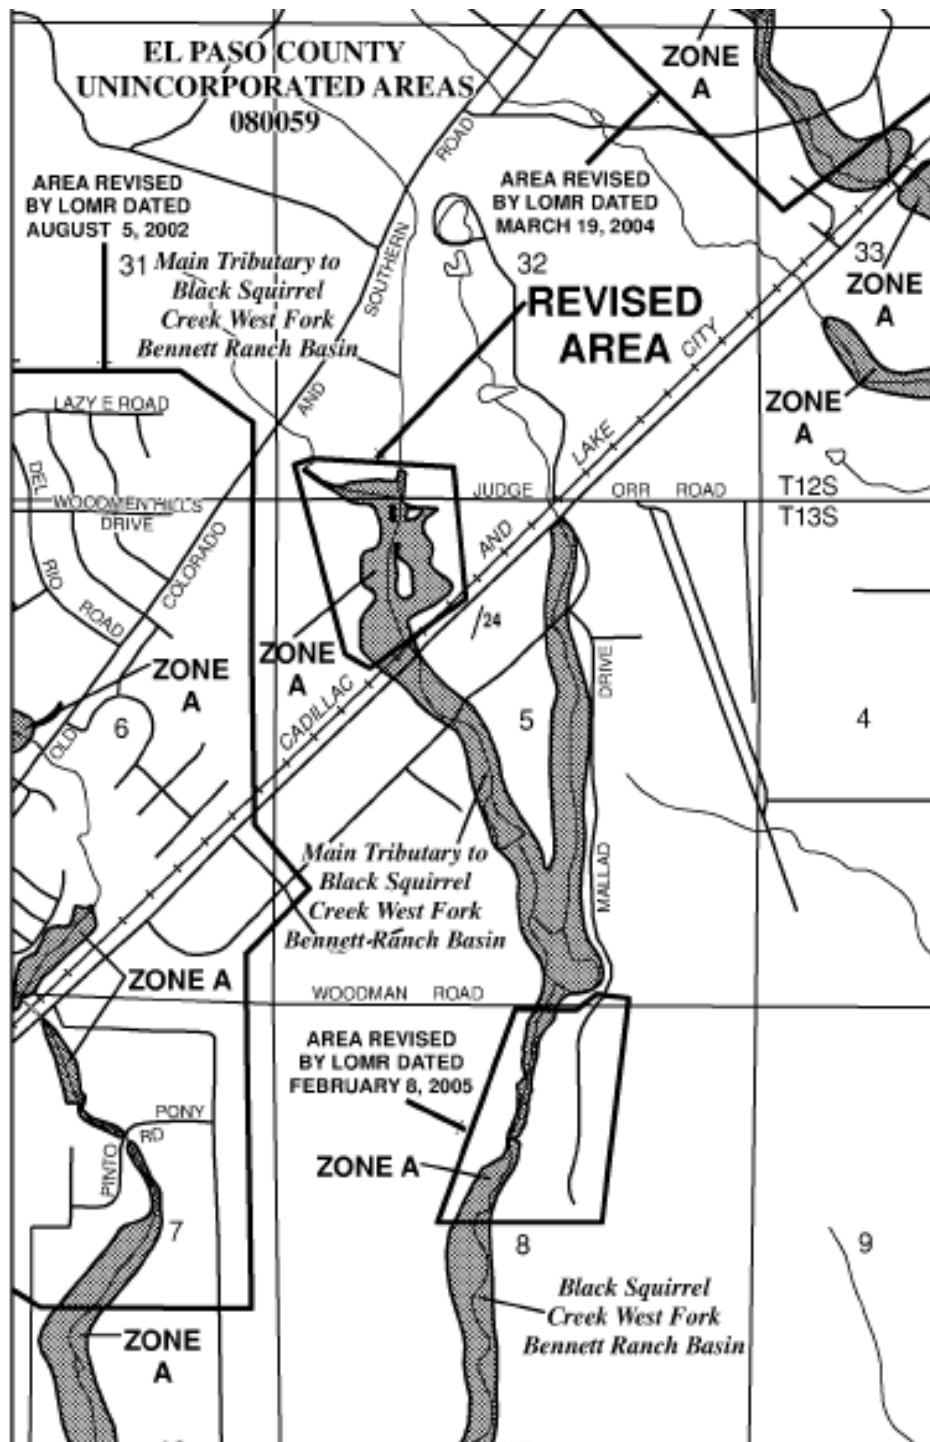 EL PASO COUNTY
UNINCORPORATED AREAS
080059
ZONE
A
AREA REVISED
BY LOMR DATED
AUGUST 5, 2002
AREA REVISED
BY LOMR DATED
MARCH 19, 2004
ROAD
SOUTHERN
AND
COLORADO
OLD
31
Main Tributary to
Black Squirrel
Creek West Fork
Bennett Ranch Basin
32
REVISED
AREA
33
ZONE
A
CITY
LAKE
AND
CADILLAC
ZONE
A
LAZY E ROAD
DEL
RIO
ROAD
WOODMEN HILLS
DRIVE
JUDGE
ORR ROAD
T12S
T13S
24
ZONE
A
ZONE
A
6
5
4
DRIVE
MALLAD
Main Tributary to
Black Squirrel
Creek West Fork
Bennett Ranch Basin
ZONE A
WOODMAN ROAD
AREA REVISED
BY LOMR DATED
FEBRUARY 8, 2005
PONY
RD
PINTO
ZONE A
7
8
9
Black Squirrel
Creek West Fork
Bennett Ranch Basin
ZONE
A